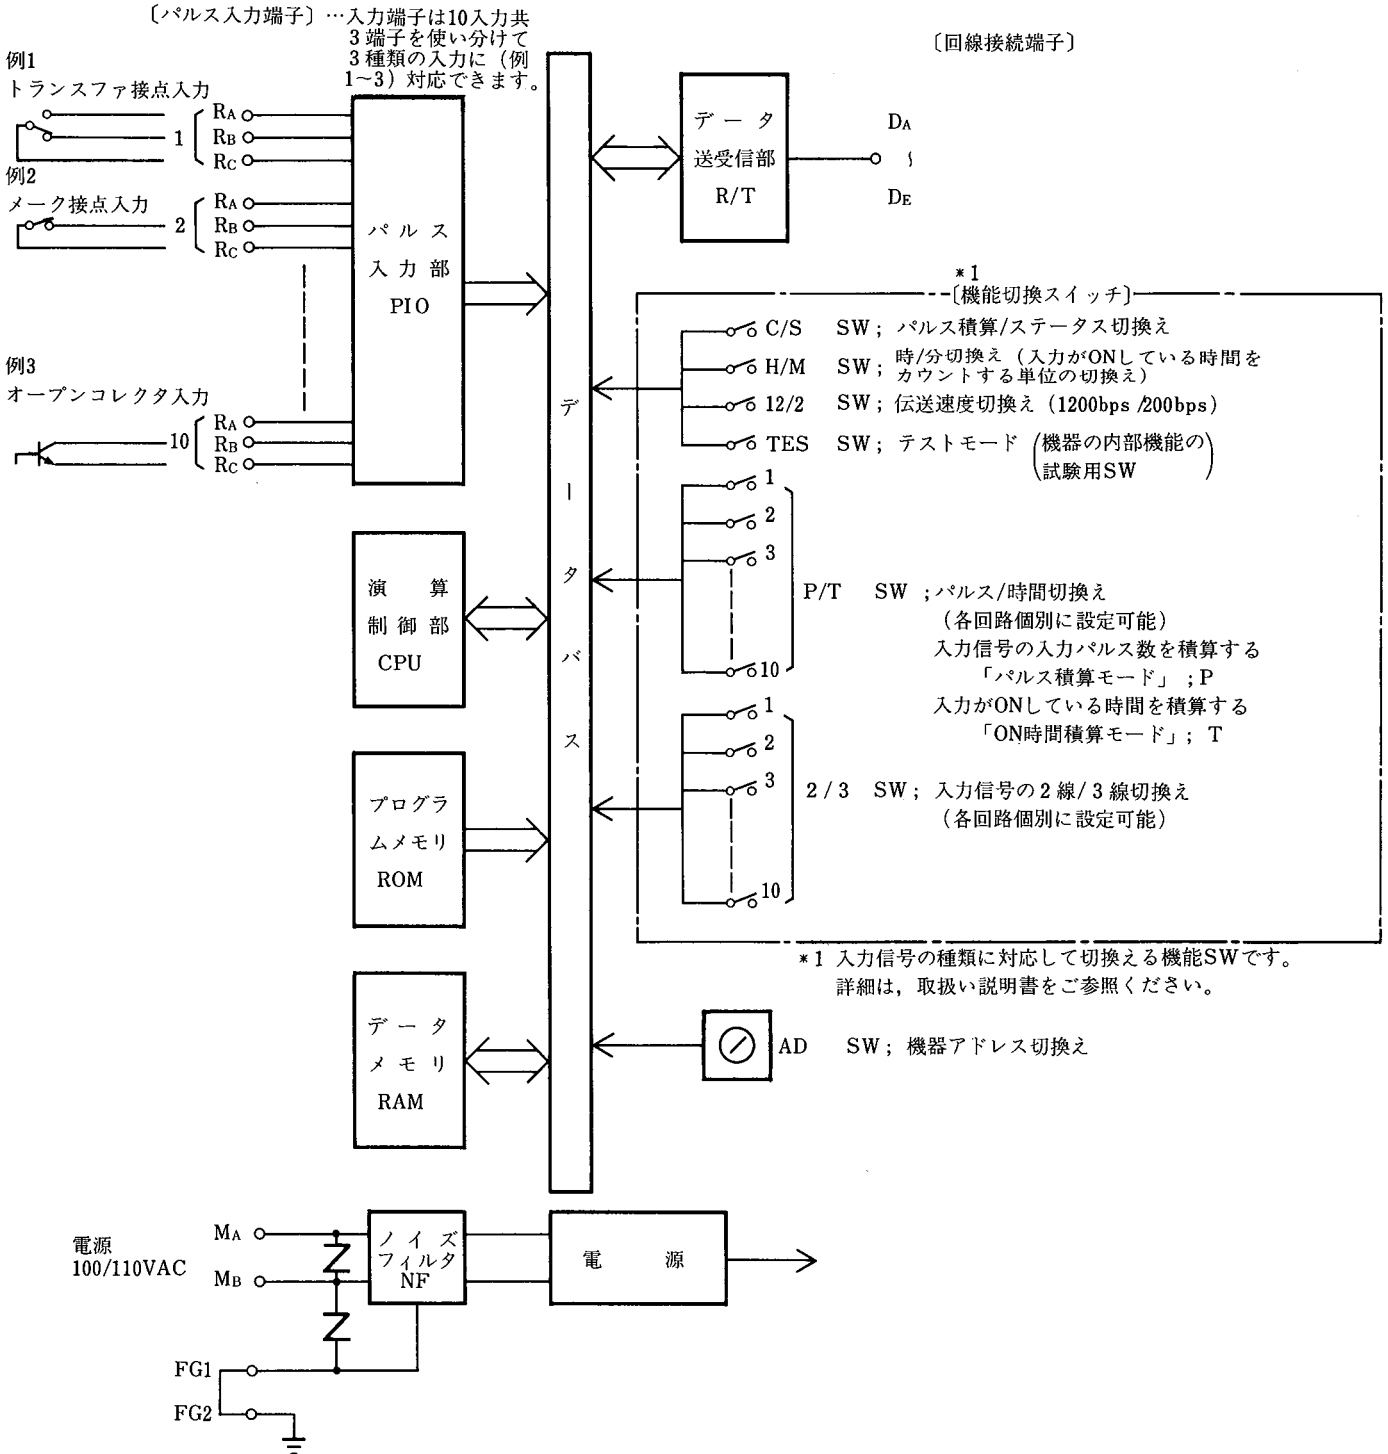 〔パルス入力端子〕…入力端子は10入力共
3端子を使い分けて
3種類の入力に（例
1~3）対応できます。
〔回線接続端子〕
例1
トランスファ接点入力
1
RA
RB
RC
例2
メーク接点入力
2
RA
RB
RC
例3
オープンコレクタ入力
10
RA
RB
RC
パルス
入力部
PIO
演算
制御部
CPU
プログラ
ムメモリ
ROM
データ
メモリ
RAM
データバス
データ
送受信部
R/T
DA
〜
DE
*1
〔機能切換スイッチ〕
C/S SW；パルス積算/ステータス切換え
H/M SW；時/分切換え（入力がONしている時間を
カウントする単位の切換え）
12/2 SW；伝送速度切換え（1200bps/200bps）
TES SW；テストモード（機器の内部機能の
試験用SW）
1
2
3
10
P/T SW；パルス/時間切換え
（各回路個別に設定可能）
入力信号の入力パルス数を積算する
「パルス積算モード」；P
入力がONしている時間を積算する
「ON時間積算モード」；T
1
2
3
10
2/3 SW；入力信号の2線/3線切換え
（各回路個別に設定可能）
*1 入力信号の種類に対応して切換える機能SWです。
詳細は，取扱い説明書をご参照ください。
AD SW；機器アドレス切換え
電源
100/110VAC
MA
MB
ノイズ
フィルタ
NF
電源
FG1
FG2